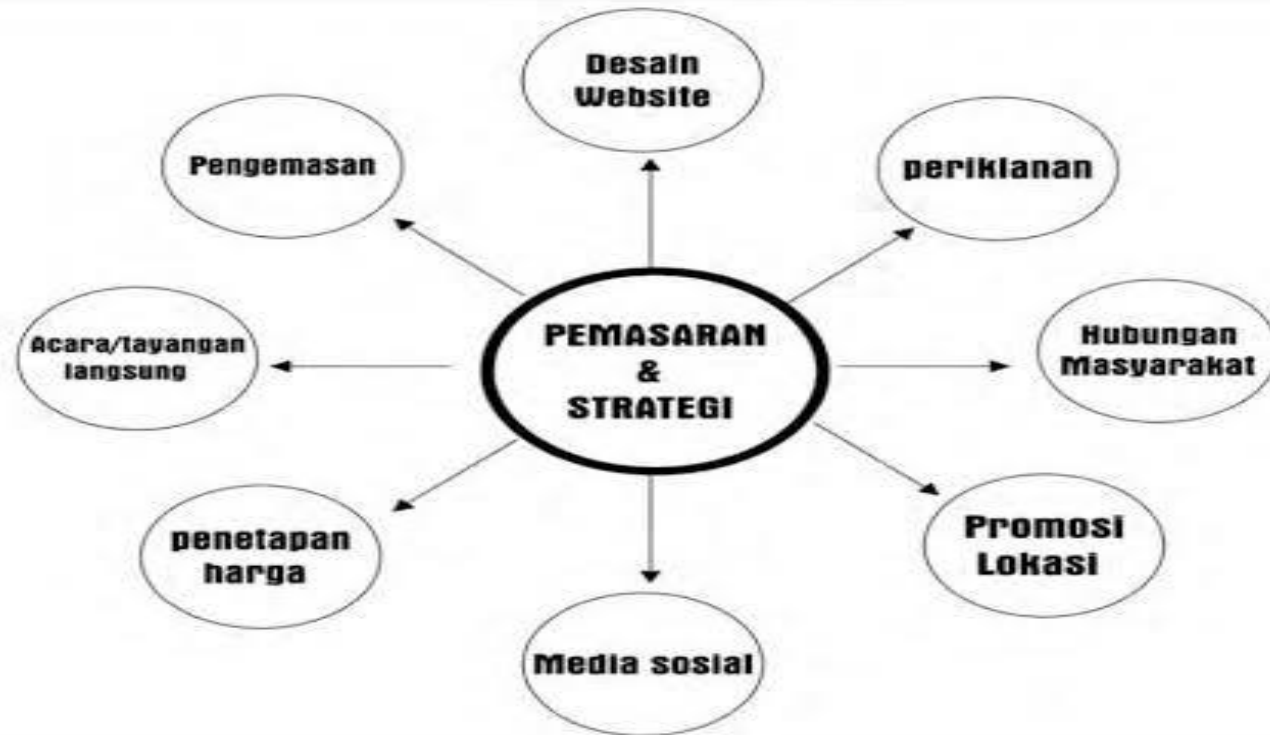 Desain
Website
Pengemasan
periklanan
Acara/tayangan
langsung
PEMASARAN
&
STRATEGI
Hubungan
Masyarakat
penetapan
harga
Promosi
Lokasi
Media sosial